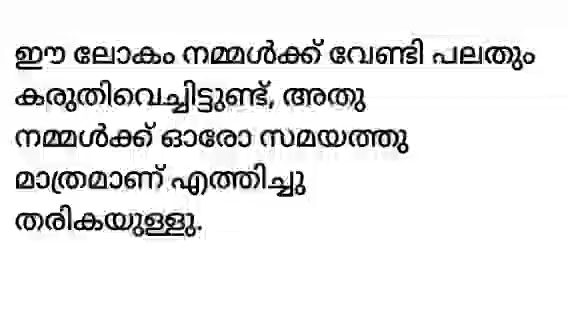 ഈ ലോകം നമ്മൾക്ക് വേണ്ടി പലതും
കരുതിവെച്ചിട്ടുണ്ട്, അതു
നമ്മൾക്ക് ഓരോ സമയത്തു
മാത്രമാണ് എത്തിച്ചു
തരികയുള്ളു.